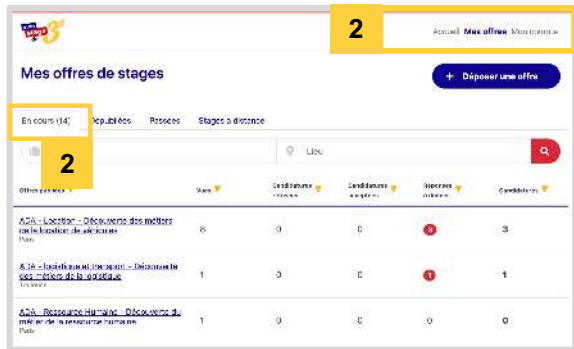 mon
stage
3e
2
Accueil Mes offres Mon compte
Mes offres de stages
+ Déposer une offre
En cours (14) Dépubliées Passées Stages à distance
2
Lieu
Offres publiées Vues Candidatures Candidatures Réponses Candidatures
acceptées
ADA - Location - Découverte des métiers
de la location de véhicules
Paris
8 0 0 3 3
ADA - logistique et transport - Découverte
des métiers de la logistique
Toulouse
1 0 0 1 1
ADA - Ressource Humaine - Découverte du
métier de la ressource humaine
Paris
1 0 0 0 0